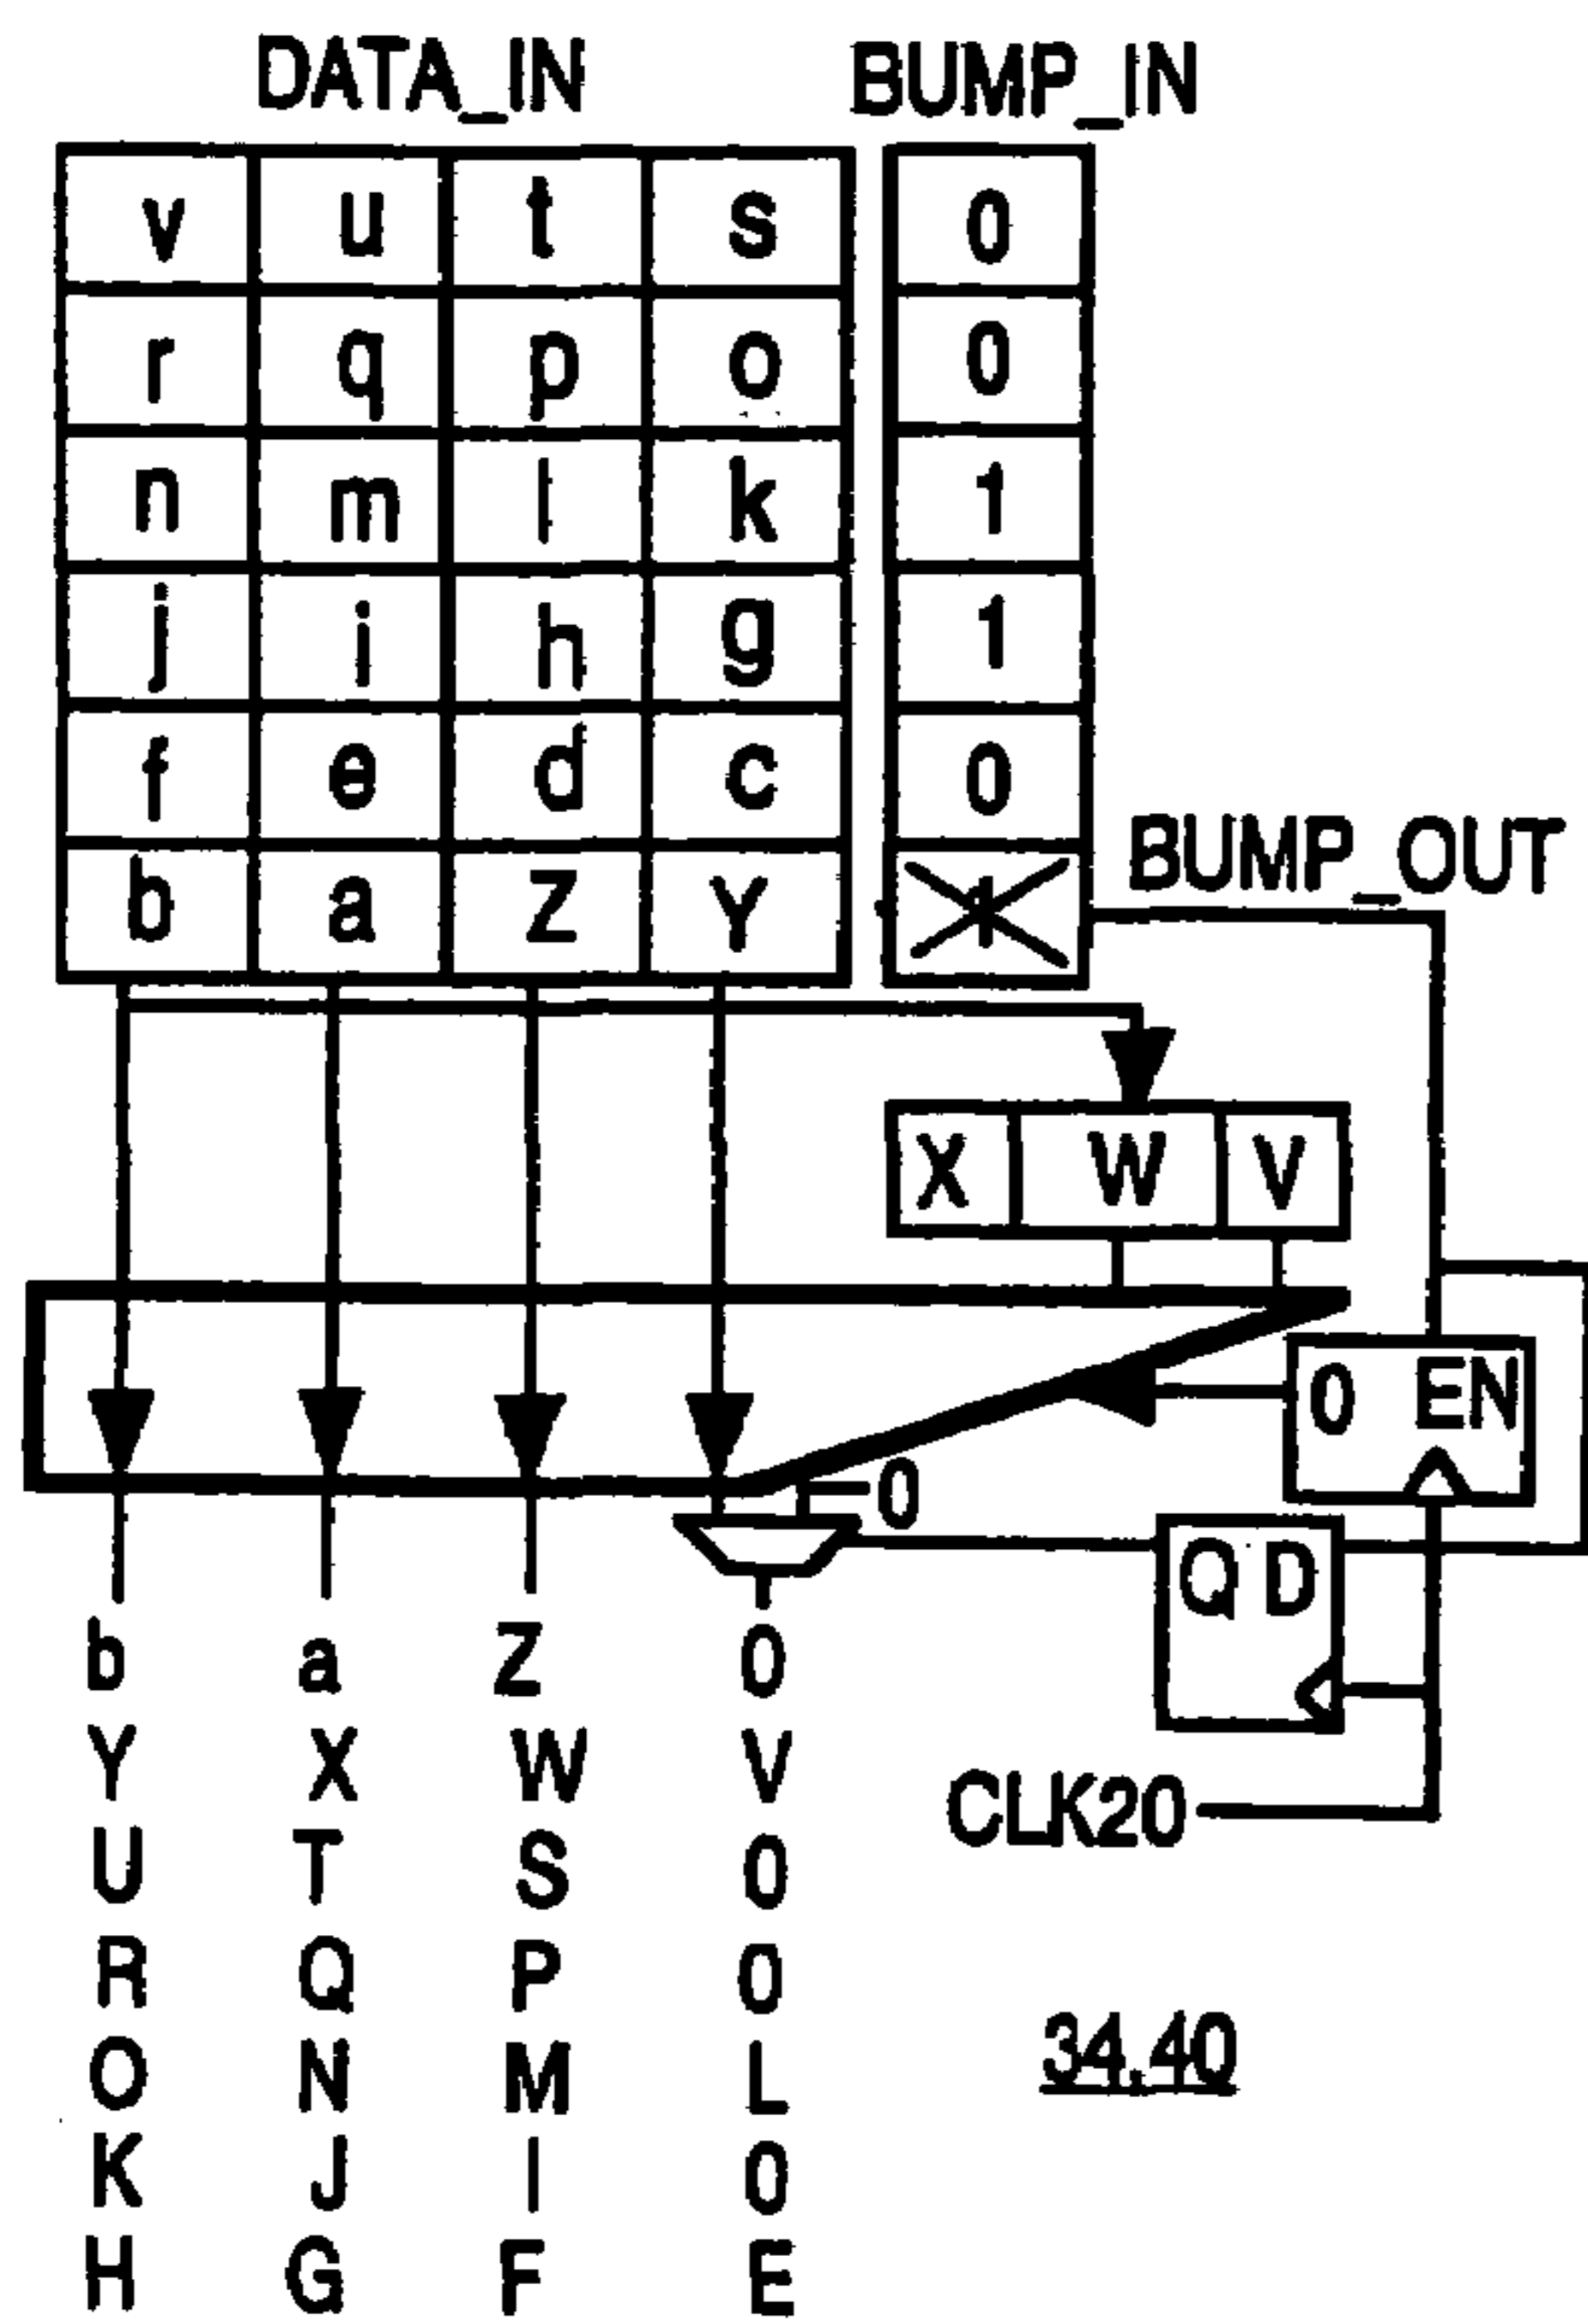 DATA_IN BUMP_IN
v u t s 0
r q p o 0
n m l k 1
j i h g 1
f e d c 0
b a Z Y
BUMP_OUT
X W V
0 EN
0
Q D
b a Z 0
Y X W V
CLK20
U T S 0
R Q P 0
O N M L
34.40
K J I 0
H G F E